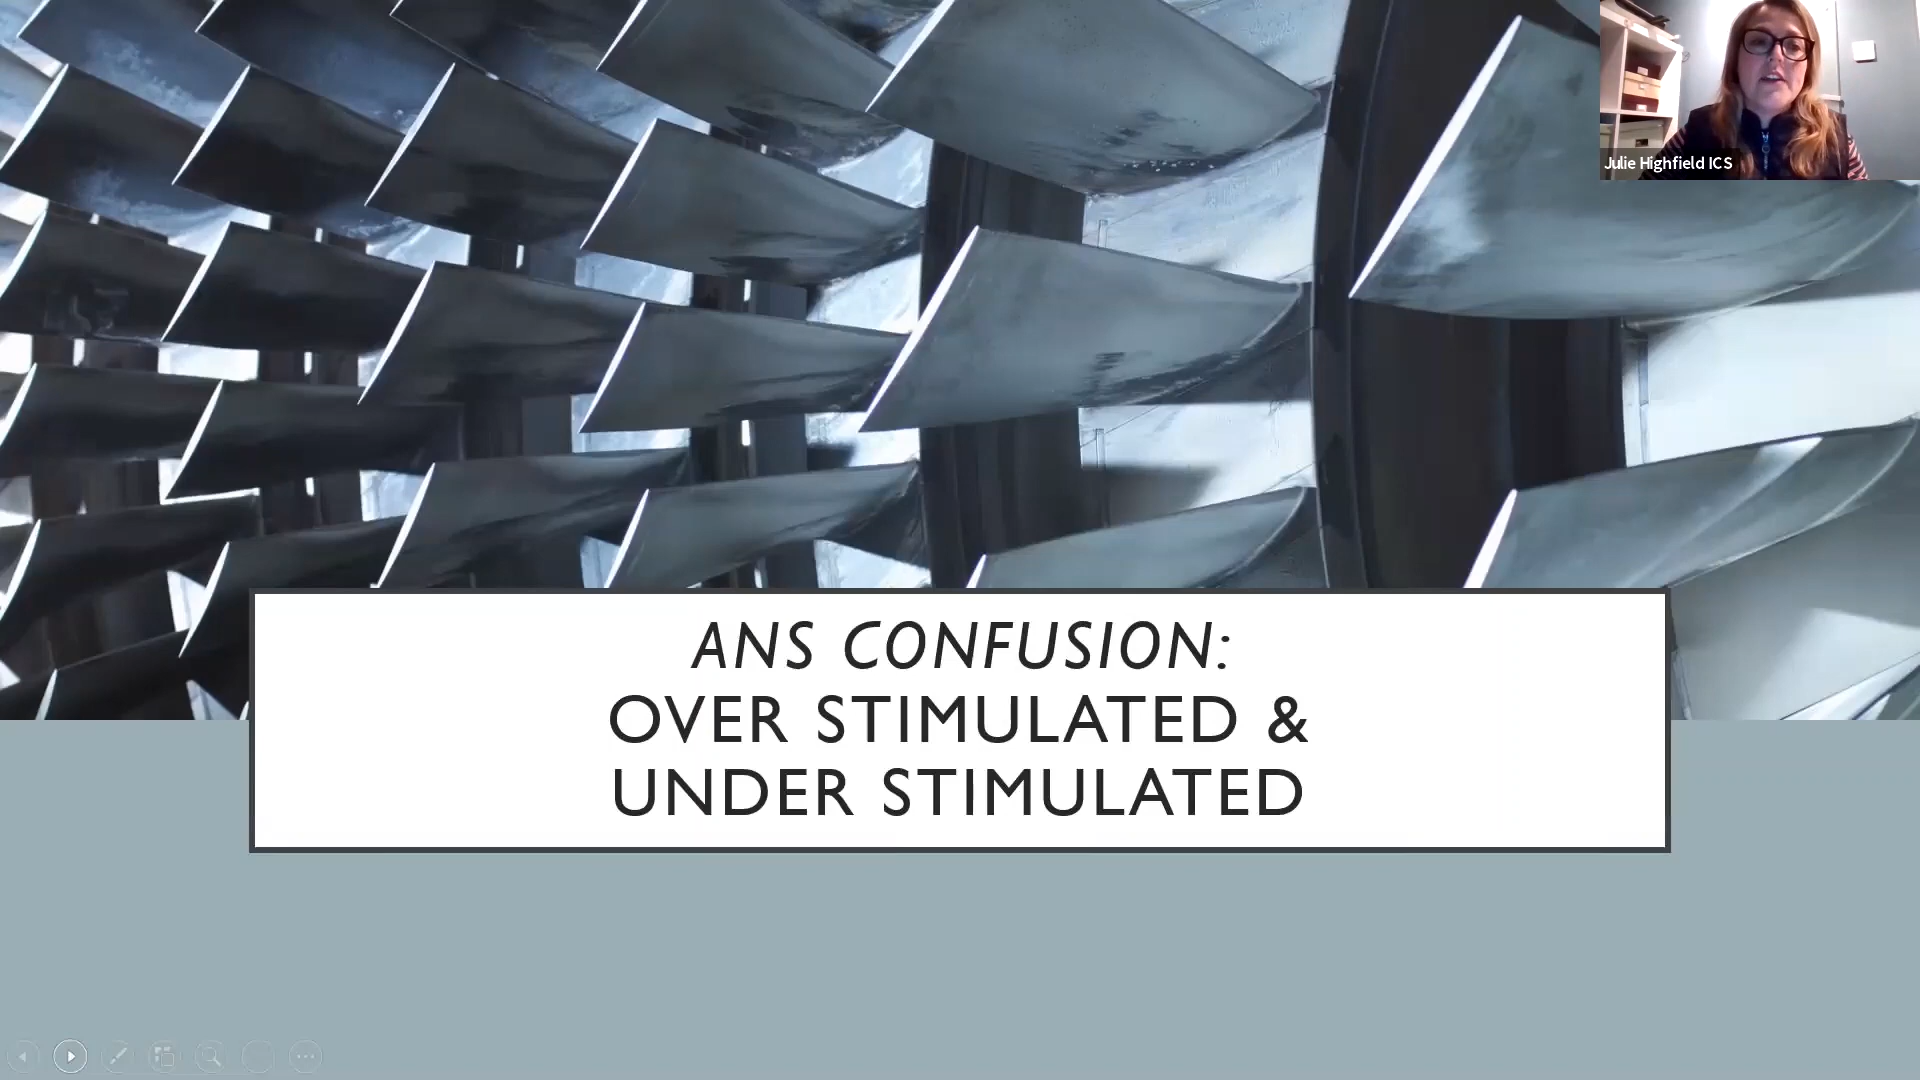 Julie Highfield ICS
ANS CONFUSION:
OVER STIMULATED &
UNDER STIMULATED